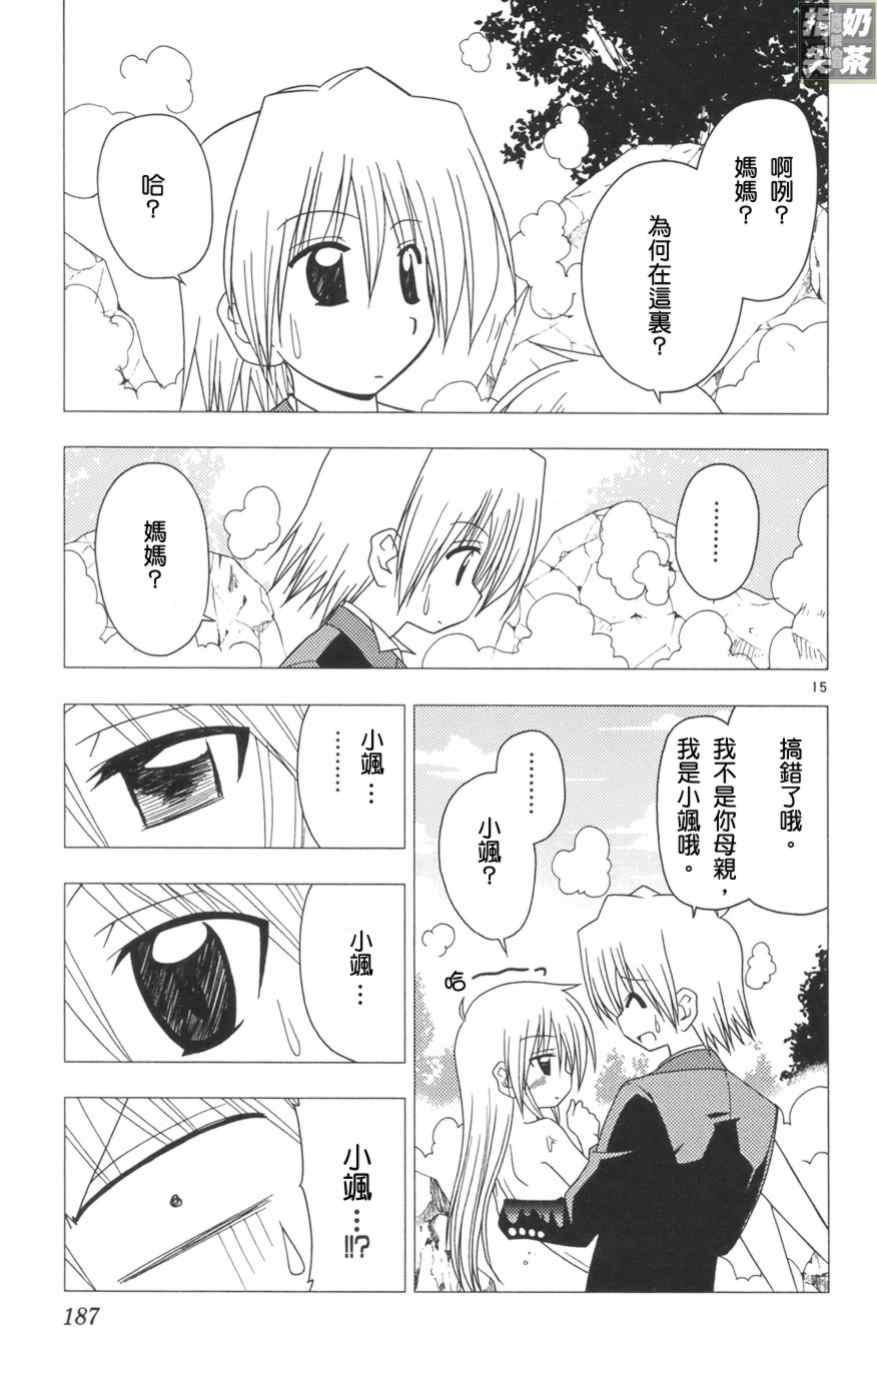 啊咧?
媽媽?
為何在這裏?
哈?
………
媽媽?
15
搞錯了哦。
我不是你母親，
我是小颯哦。
………
小颯?
哈
小颯…
………
小颯…
小颯…!!?
187
指奶
头茶